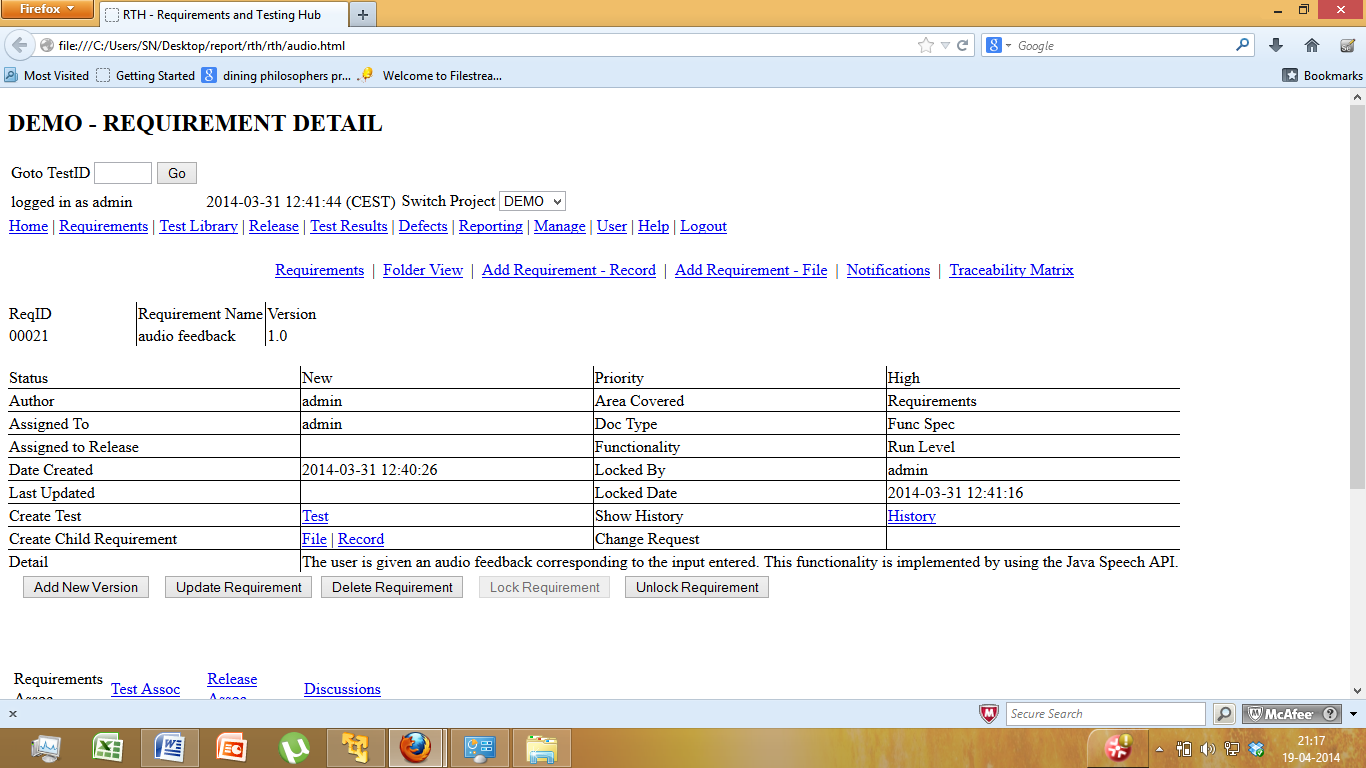 Firefox
RTH - Requirements and Testing Hub
file:///C:/Users/SN/Desktop/report/rth/rth/audio.html
Google
Most Visited Getting Started dining philosophers pr... Welcome to Filestrea... Bookmarks
DEMO - REQUIREMENT DETAIL
Goto TestID Go
logged in as admin 2014-03-31 12:41:44 (CEST) Switch Project DEMO
Home | Requirements | Test Library | Release | Test Results | Defects | Reporting | Manage | User | Help | Logout
Requirements | Folder View | Add Requirement - Record | Add Requirement - File | Notifications | Traceability Matrix
ReqID Requirement Name Version
00021 audio feedback 1.0
Status New Priority High
Author admin Area Covered Requirements
Assigned To admin Doc Type Func Spec
Assigned to Release Functionality Run Level
Date Created 2014-03-31 12:40:26 Locked By admin
Last Updated Locked Date 2014-03-31 12:41:16
Create Test Test Show History History
Create Child Requirement File | Record Change Request
Detail The user is given an audio feedback corresponding to the input entered. This functionality is implemented by using the Java Speech API.
Add New Version Update Requirement Delete Requirement Lock Requirement Unlock Requirement
Requirements Assoc Test Assoc Release Assoc Discussions
Secure Search McAfee
21:17
19-04-2014